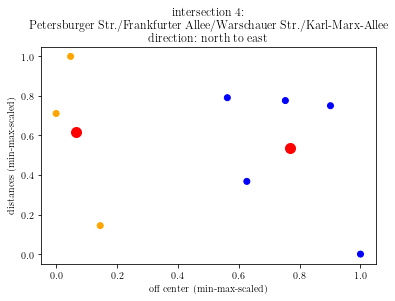 intersection 4:
Petersburger Str./Frankfurter Allee/Warschauer Str./Karl-Marx-Allee
direction: north to east
1.0
0.8
0.6
0.4
0.2
0.0
distances (min-max-scaled)
0.0 0.2 0.4 0.6 0.8 1.0
off center (min-max-scaled)